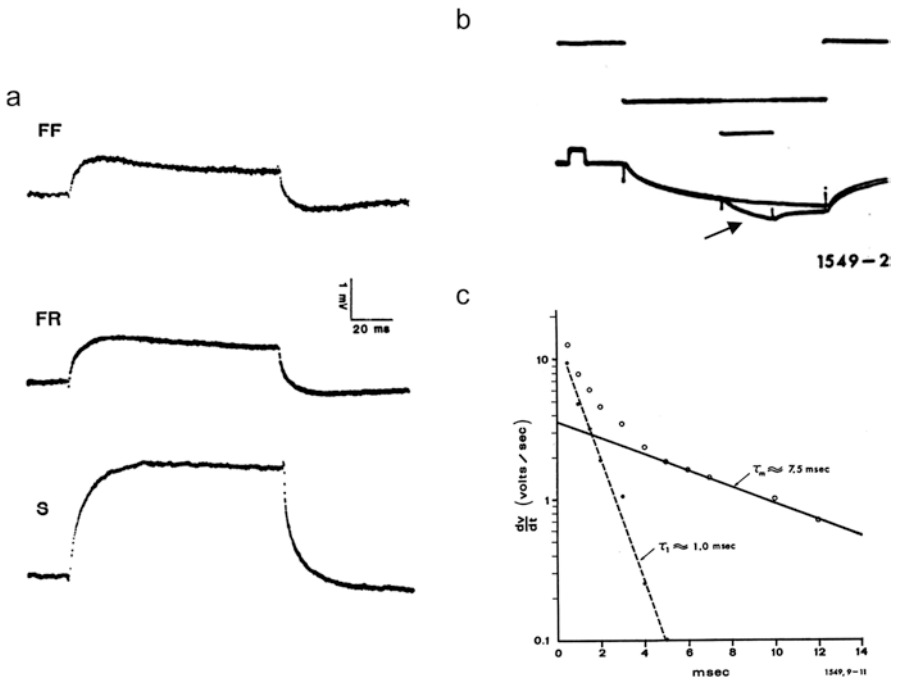 a
FF
FR
1 mV
20 ms
S
b
1549-2
c
10
1
0.1
dv/dt (volts/sec)
τm ≈ 7.5 msec
τ1 ≈ 1.0 msec
0 2 4 6 8 10 12 14
msec
1549, 9-11